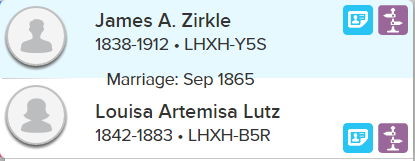 James A. Zirkle
1838-1912 • LHXH-Y5S
Marriage: Sep 1865
Louisa Artemisa Lutz
1842-1883 • LHXH-B5R